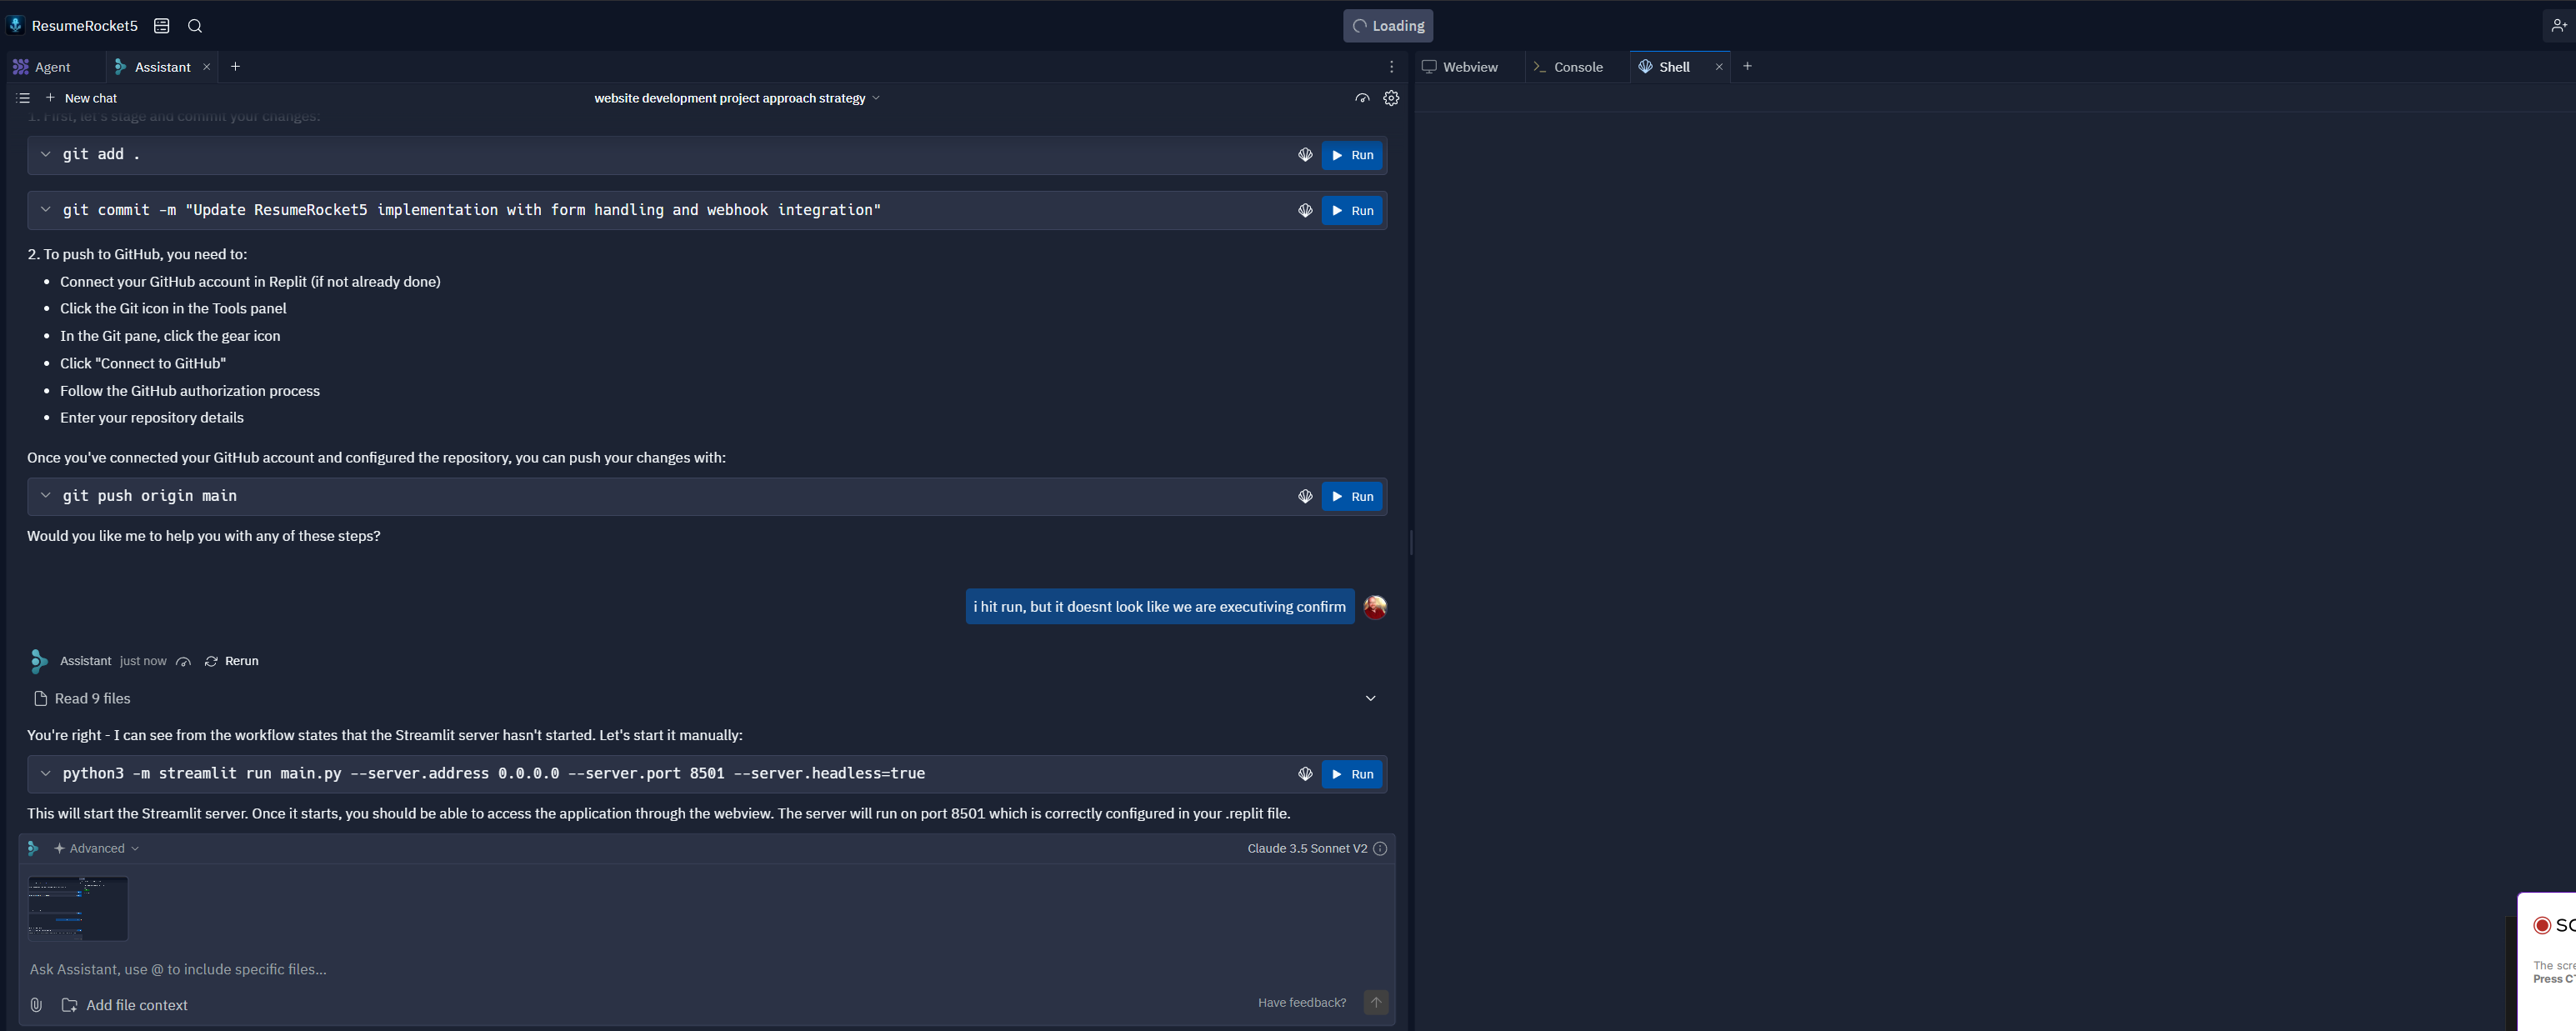 ResumeRocket5
Loading
Agent
Assistant
Webview
Console
Shell
New chat
website development project approach strategy
1. First, let's stage and commit your changes:
git add .
Run
git commit -m "Update ResumeRocket5 implementation with form handling and webhook integration"
Run
2. To push to GitHub, you need to:
• Connect your GitHub account in Replit (if not already done)
• Click the Git icon in the Tools panel
• In the Git pane, click the gear icon
• Click "Connect to GitHub"
• Follow the GitHub authorization process
• Enter your repository details
Once you've connected your GitHub account and configured the repository, you can push your changes with:
git push origin main
Run
Would you like me to help you with any of these steps?
i hit run, but it doesnt look like we are executiving confirm
Assistant just now Rerun
Read 9 files
You're right - I can see from the workflow states that the Streamlit server hasn't started. Let's start it manually:
python3 -m streamlit run main.py --server.address 0.0.0.0 --server.port 8501 --server.headless=true
Run
This will start the Streamlit server. Once it starts, you should be able to access the application through the webview. The server will run on port 8501 which is correctly configured in your .replit file.
Advanced
Claude 3.5 Sonnet V2
Ask Assistant, use @ to include specific files...
Add file context
Have feedback?
The scre
Press C